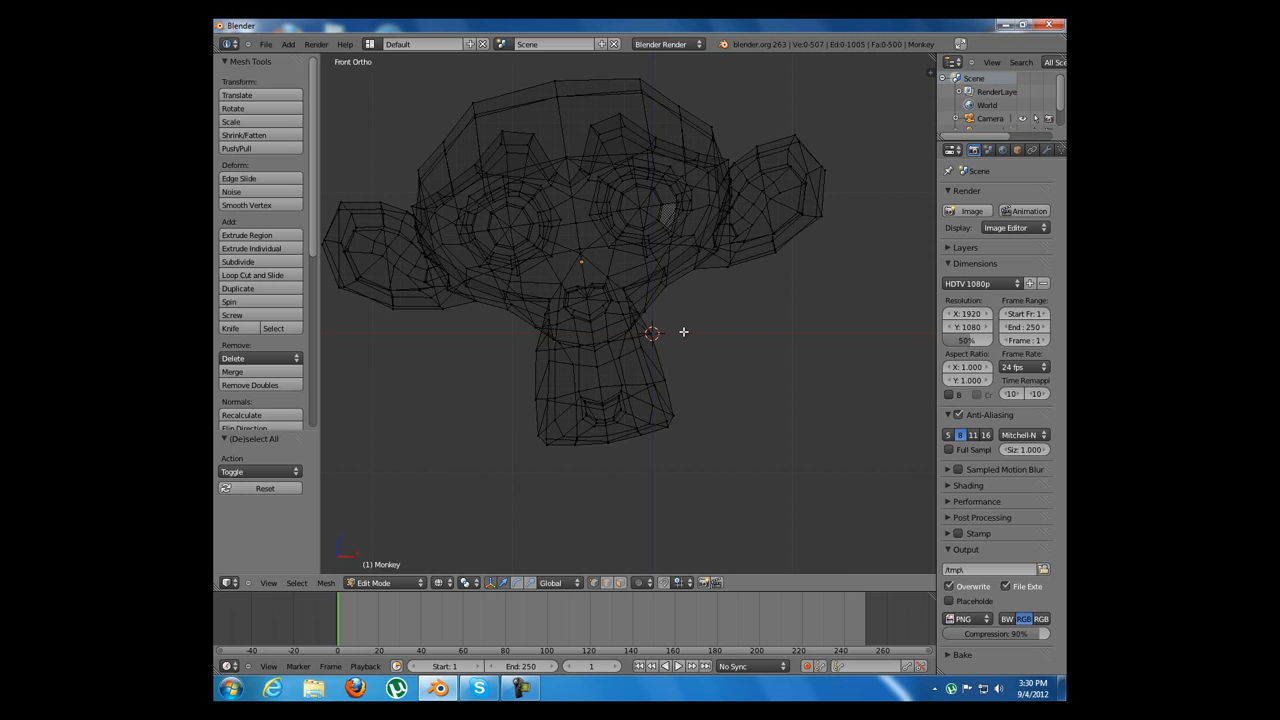 Blender
File Add Render Help Default Scene Blender Render blender.org 263 | Ve:0-507 | Ed:0-1005 | Fa:0-500 | Monkey
Mesh Tools
Transform:
Translate
Rotate
Scale
Shrink/Fatten
Push/Pull
Deform:
Edge Slide
Noise
Smooth Vertex
Add:
Extrude Region
Extrude Individual
Subdivide
Loop Cut and Slide
Duplicate
Spin
Screw
Knife Select
Remove:
Delete
Merge
Remove Doubles
Normals:
Recalculate
Flip Direction
(De)select All
Action
Toggle
Reset
Front Ortho
(1) Monkey
View Select Mesh Edit Mode Global
-40 -20 0 20 40 60 80 100 120 140 160 180 200 220 240 260
View Marker Frame Playback Start: 1 End: 250 1 No Sync
View Search All Sce
Scene
RenderLaye
World
Camera
Scene
Render
Image Animation
Display: Image Editor
Layers
Dimensions
HDTV 1080p
Resolution: Frame Range:
X: 1920 Start Fr: 1
Y: 1080 End : 250
50% Frame : 1
Aspect Ratio: Frame Rate:
X: 1.000 24 fps
Y: 1.000 Time Remappi
B Cr 10 10
Anti-Aliasing
5 8 11 16 Mitchell-N
Full Sampl Siz: 1.000
Sampled Motion Blur
Shading
Performance
Post Processing
Stamp
Output
/tmp\
Overwrite File Exte
Placeholde
PNG BW RGB RGB
Compression: 90%
Bake
3:30 PM
9/4/2012